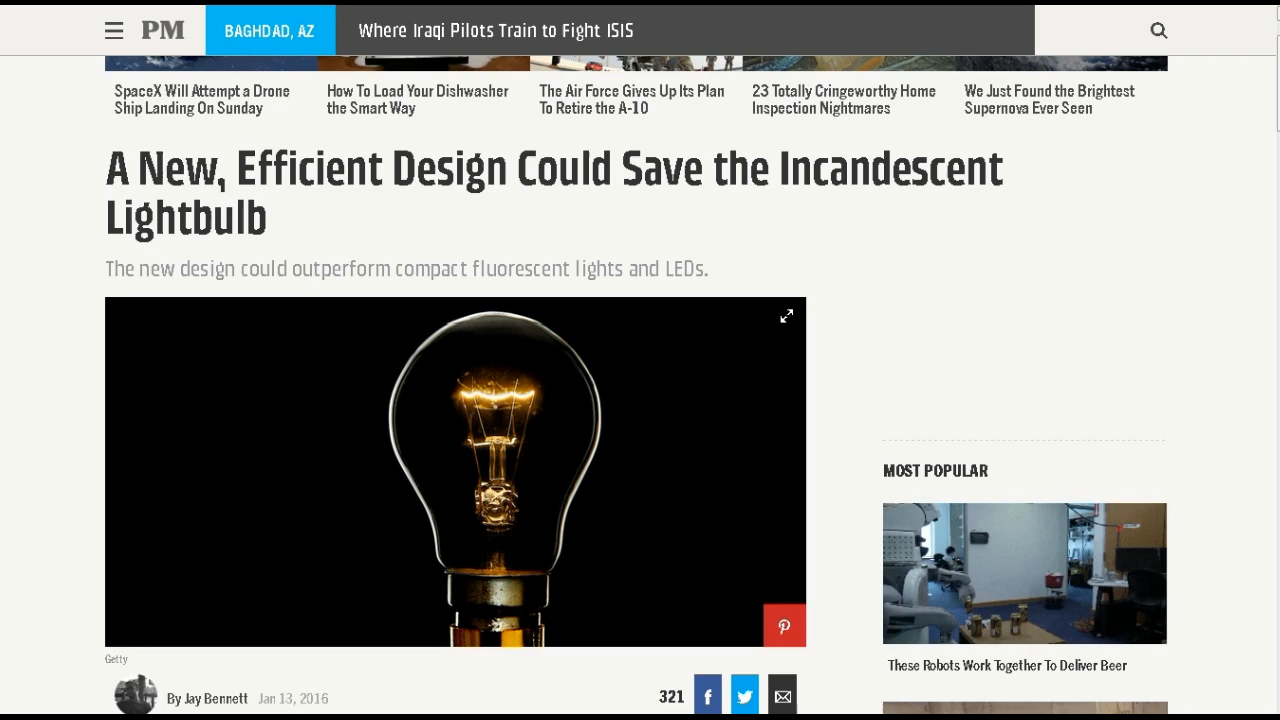 PM
BAGHDAD, AZ
Where Iraqi Pilots Train to Fight ISIS
SpaceX Will Attempt a Drone
Ship Landing On Sunday
How To Load Your Dishwasher
the Smart Way
The Air Force Gives Up Its Plan
To Retire the A-10
23 Totally Cringeworthy Home
Inspection Nightmares
We Just Found the Brightest
Supernova Ever Seen
A New, Efficient Design Could Save the Incandescent
Lightbulb
The new design could outperform compact fluorescent lights and LEDs.
MOST POPULAR
These Robots Work Together To Deliver Beer
Getty
By Jay Bennett Jan 13, 2016
321